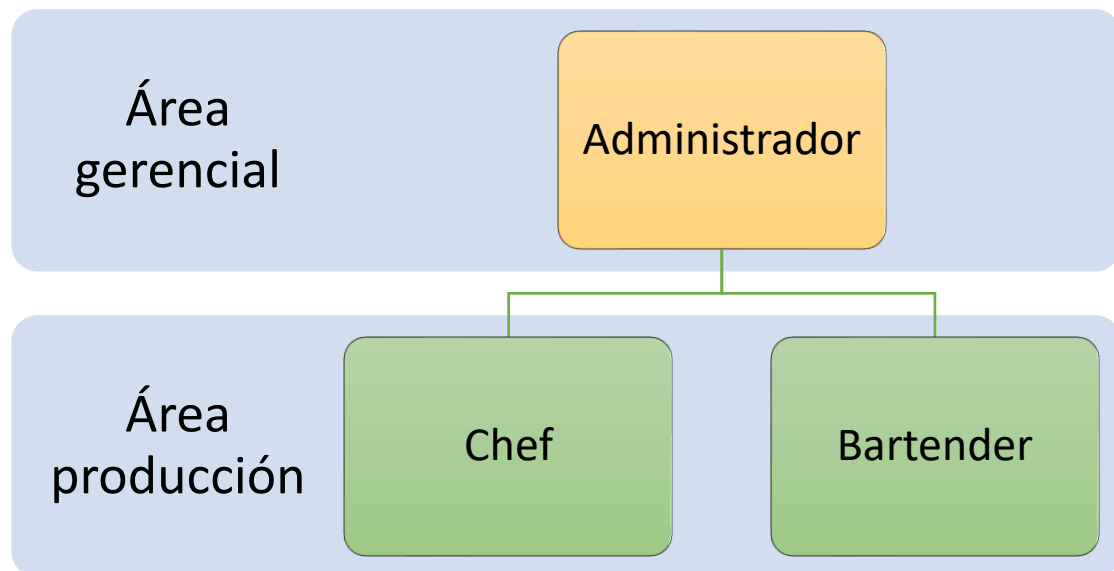 Área
gerencial
Administrador
Área
producción
Chef
Bartender